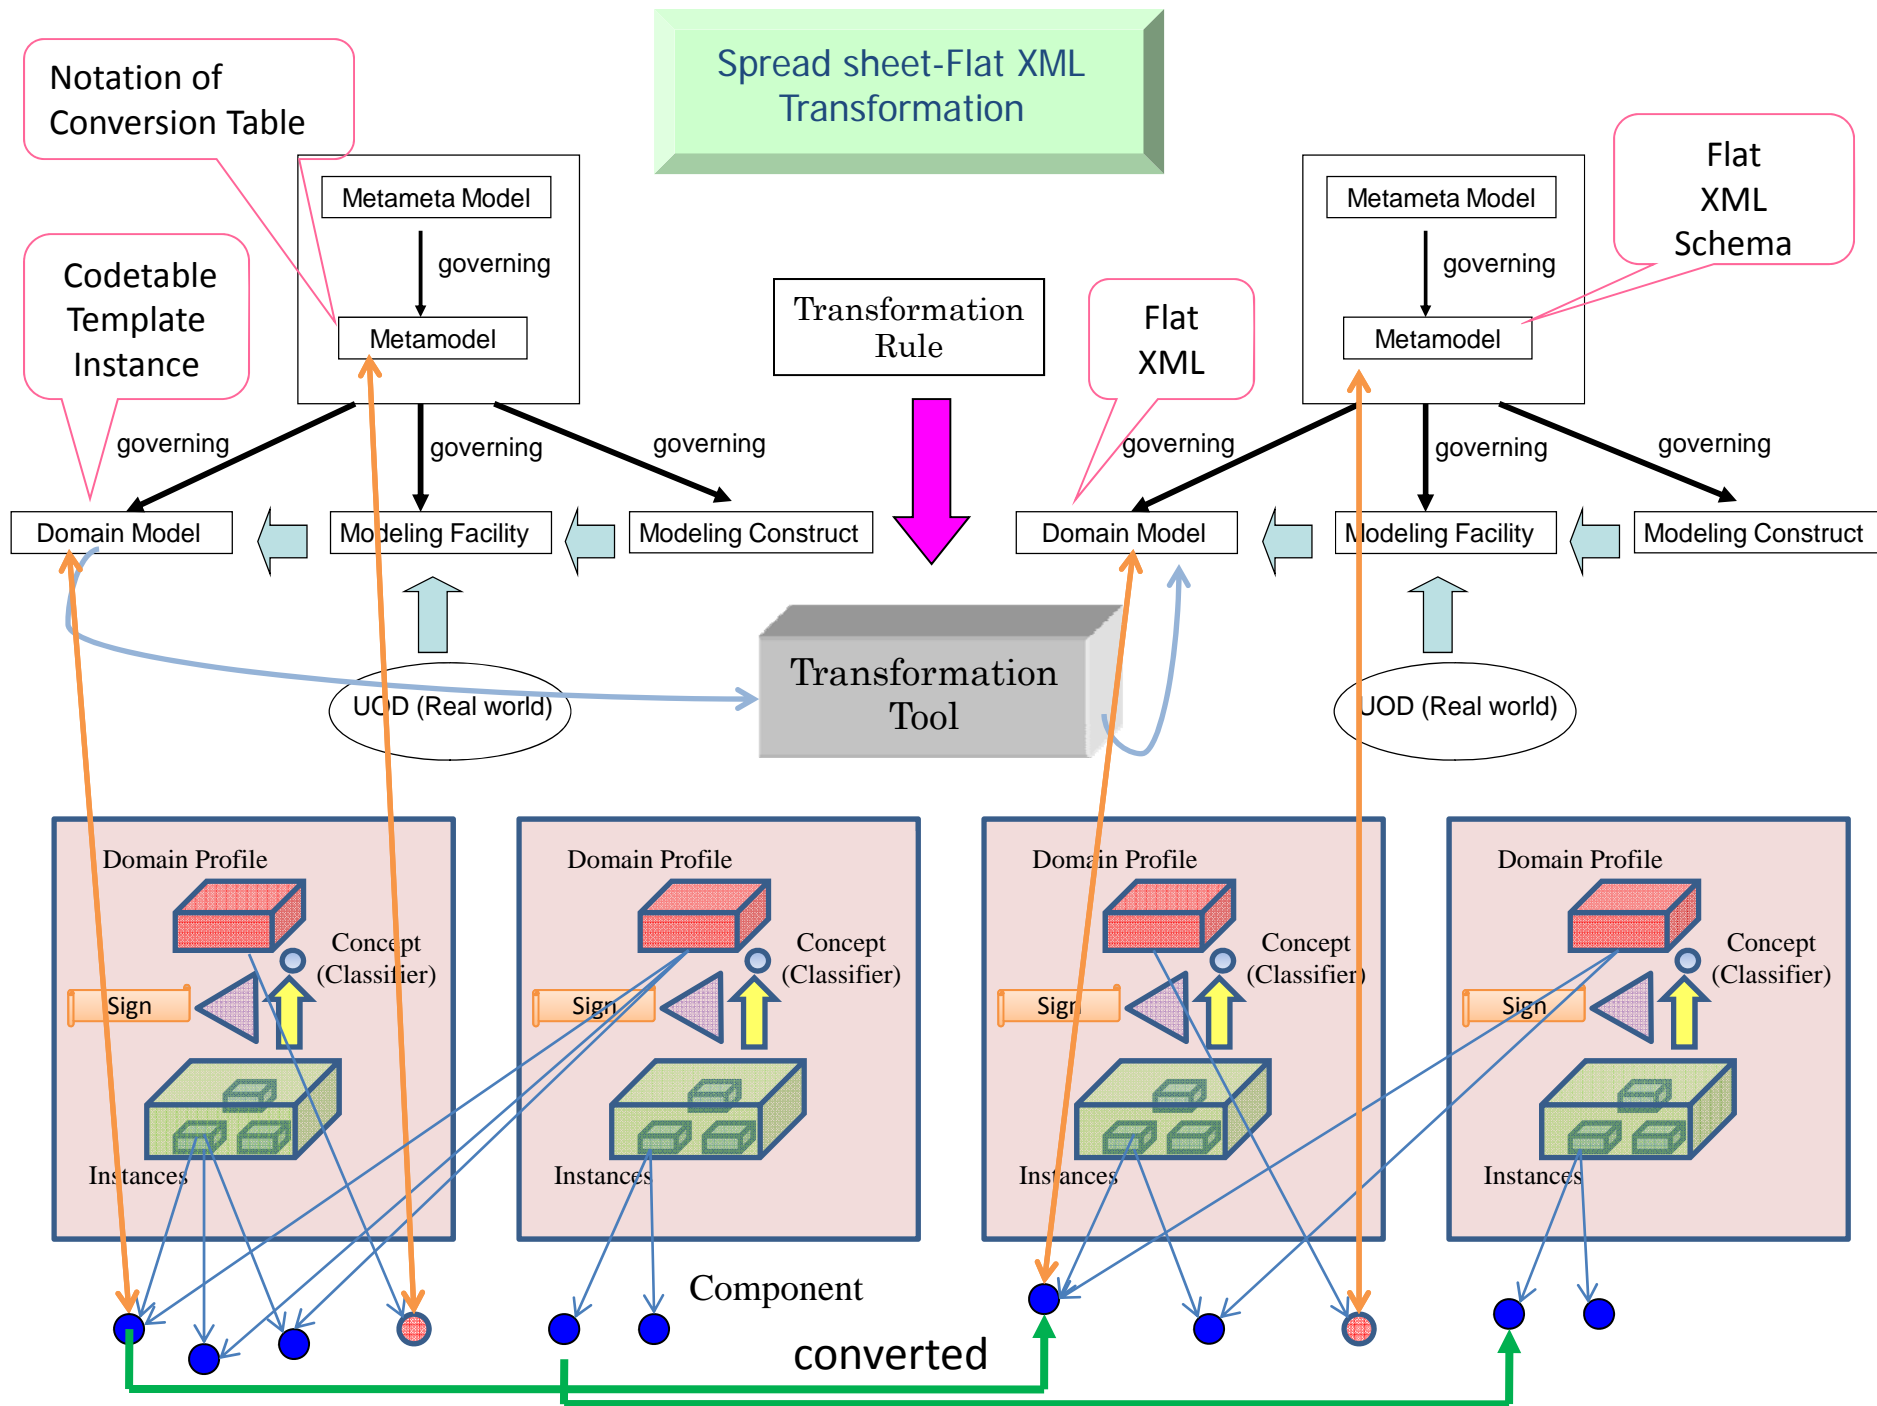 Spread sheet-Flat XML
Transformation
Notation of
Conversion Table
Metameta Model
governing
Metamodel
Codetable
Template
Instance
governing
governing
governing
Domain Model
Modeling Facility
Modeling Construct
UOD (Real world)
Transformation
Rule
Transformation
Tool
Flat
XML
Schema
Metameta Model
governing
Metamodel
Flat
XML
governing
governing
governing
Domain Model
Modeling Facility
Modeling Construct
UOD (Real world)
Domain Profile
Concept
(Classifier)
Sign
Instances
Domain Profile
Concept
(Classifier)
Sign
Instances
Domain Profile
Concept
(Classifier)
Sign
Instances
Domain Profile
Concept
(Classifier)
Sign
Instances
Component
converted